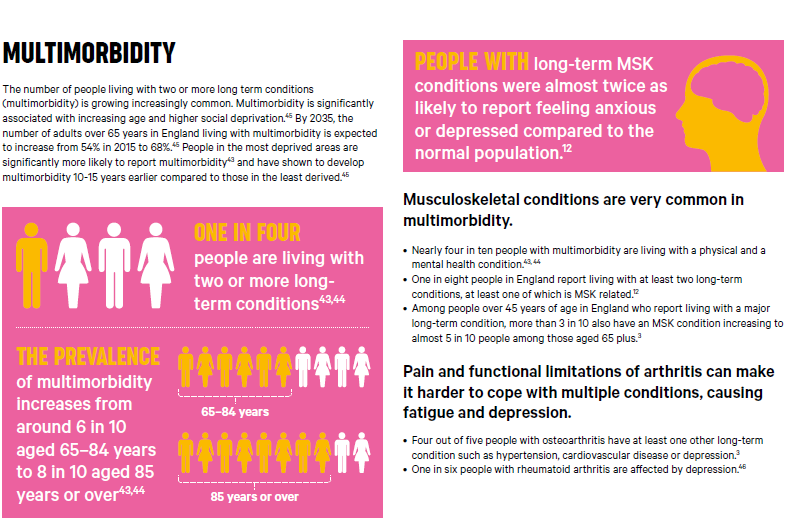 MULTIMORBIDITY
The number of people living with two or more long term conditions
(multimorbidity) is growing increasingly common. Multimorbidity is significantly
associated with increasing age and higher social deprivation.⁴⁵ By 2035, the
number of adults over 65 years in England living with multimorbidity is expected
to increase from 54% in 2015 to 68%.⁴⁵ People in the most deprived areas are
significantly more likely to report multimorbidity⁴³ and have shown to develop
multimorbidity 10-15 years earlier compared to those in the least derived.⁴⁵
ONE IN FOUR
people are living with
two or more long-
term conditions⁴³,⁴⁴
THE PREVALENCE
of multimorbidity
increases from
around 6 in 10
aged 65–84 years
to 8 in 10 aged 85
years or over⁴³,⁴⁴
65–84 years
85 years or over
PEOPLE WITH long-term MSK
conditions were almost twice as
likely to report feeling anxious
or depressed compared to the
normal population.¹²
Musculoskeletal conditions are very common in
multimorbidity.
• Nearly four in ten people with multimorbidity are living with a physical and a
mental health condition.⁴³,⁴⁴
• One in eight people in England report living with at least two long-term
conditions, at least one of which is MSK related.¹²
• Among people over 45 years of age in England who report living with a major
long-term condition, more than 3 in 10 also have an MSK condition increasing to
almost 5 in 10 people among those aged 65 plus.³
Pain and functional limitations of arthritis can make
it harder to cope with multiple conditions, causing
fatigue and depression.
• Four out of five people with osteoarthritis have at least one other long-term
condition such as hypertension, cardiovascular disease or depression.³
• One in six people with rheumatoid arthritis are affected by depression.⁴⁶